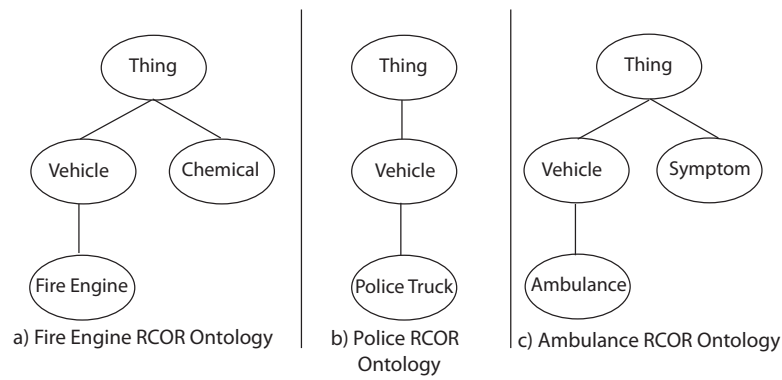 Thing
Vehicle
Chemical
Fire Engine
a) Fire Engine RCOR Ontology
Thing
Vehicle
Police Truck
b) Police RCOR
Ontology
Thing
Vehicle
Symptom
Ambulance
c) Ambulance RCOR Ontology